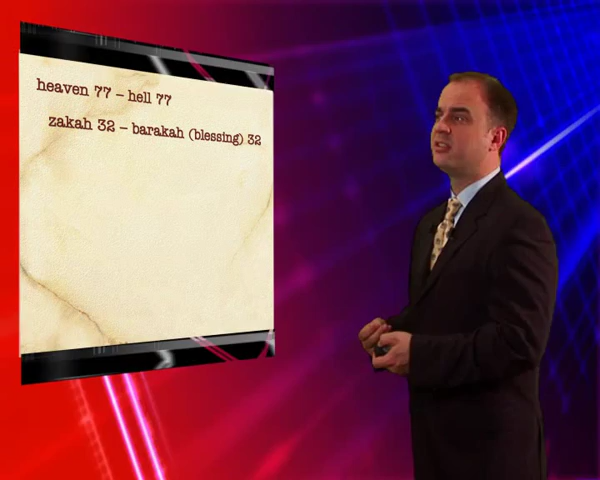 heaven 77 – hell 77
zakah 32 – barakah (blessing) 32